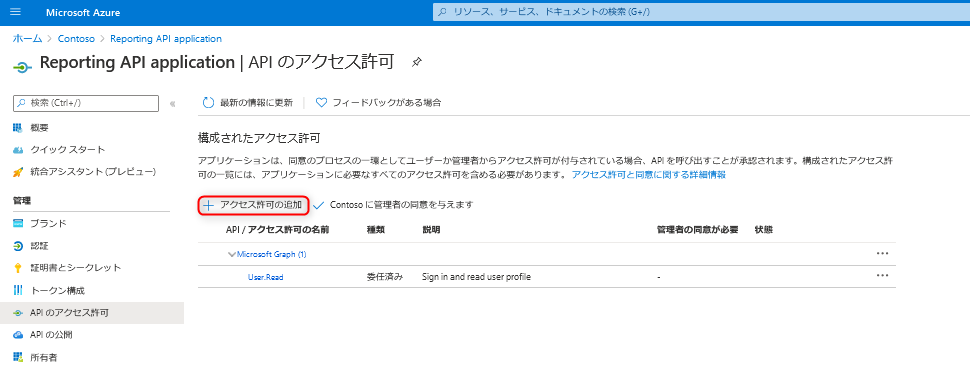 Microsoft Azure
リソース、サービス、ドキュメントの検索 (G+/)
ホーム > Contoso > Reporting API application
Reporting API application | API のアクセス許可
検索 (Ctrl+/)
«
最新の情報に更新
フィードバックがある場合
概要
クイック スタート
統合アシスタント (プレビュー)
管理
ブランド
認証
証明書とシークレット
トークン構成
API のアクセス許可
API の公開
所有者
構成されたアクセス許可
アプリケーションは、同意のプロセスの一環としてユーザーか管理者からアクセス許可が付与されている場合、API を呼び出すことが承認されます。構成されたアクセス許
可の一覧には、アプリケーションに必要なすべてのアクセス許可を含める必要があります。 アクセス許可と同意に関する詳細情報
+ アクセス許可の追加 ✓ Contoso に管理者の同意を与えます
API / アクセス許可の名前 種類 説明 管理者の同意が必要 状態
Microsoft Graph (1) ...
User.Read 委任済み Sign in and read user profile - ...